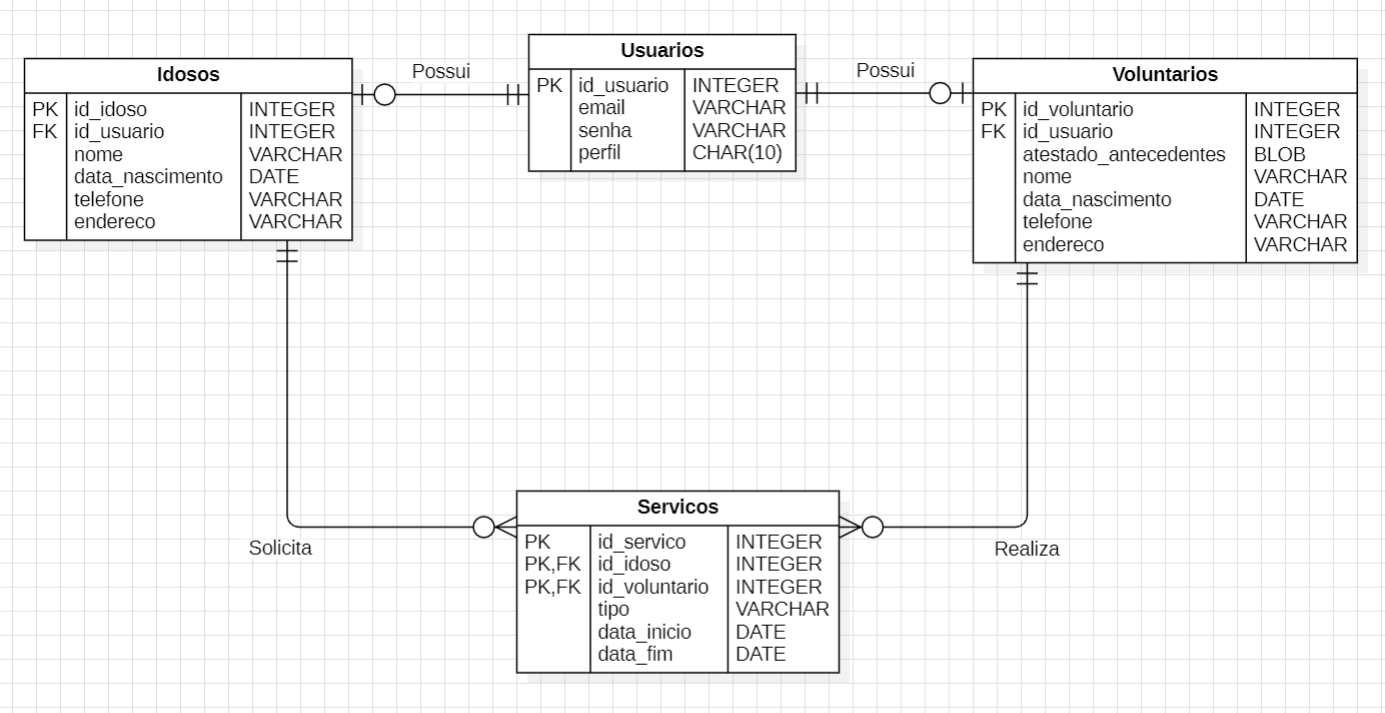 Idosos
PK id_idoso INTEGER
FK id_usuario INTEGER
nome VARCHAR
data_nascimento DATE
telefone VARCHAR
endereco VARCHAR
Possui
Usuarios
PK id_usuario INTEGER
email VARCHAR
senha VARCHAR
perfil CHAR(10)
Possui
Voluntarios
PK id_voluntario INTEGER
FK id_usuario INTEGER
atestado_antecedentes BLOB
nome VARCHAR
data_nascimento DATE
telefone VARCHAR
endereco VARCHAR
Solicita
Servicos
PK id_servico INTEGER
PK,FK id_idoso INTEGER
PK,FK id_voluntario INTEGER
tipo VARCHAR
data_inicio DATE
data_fim DATE
Realiza